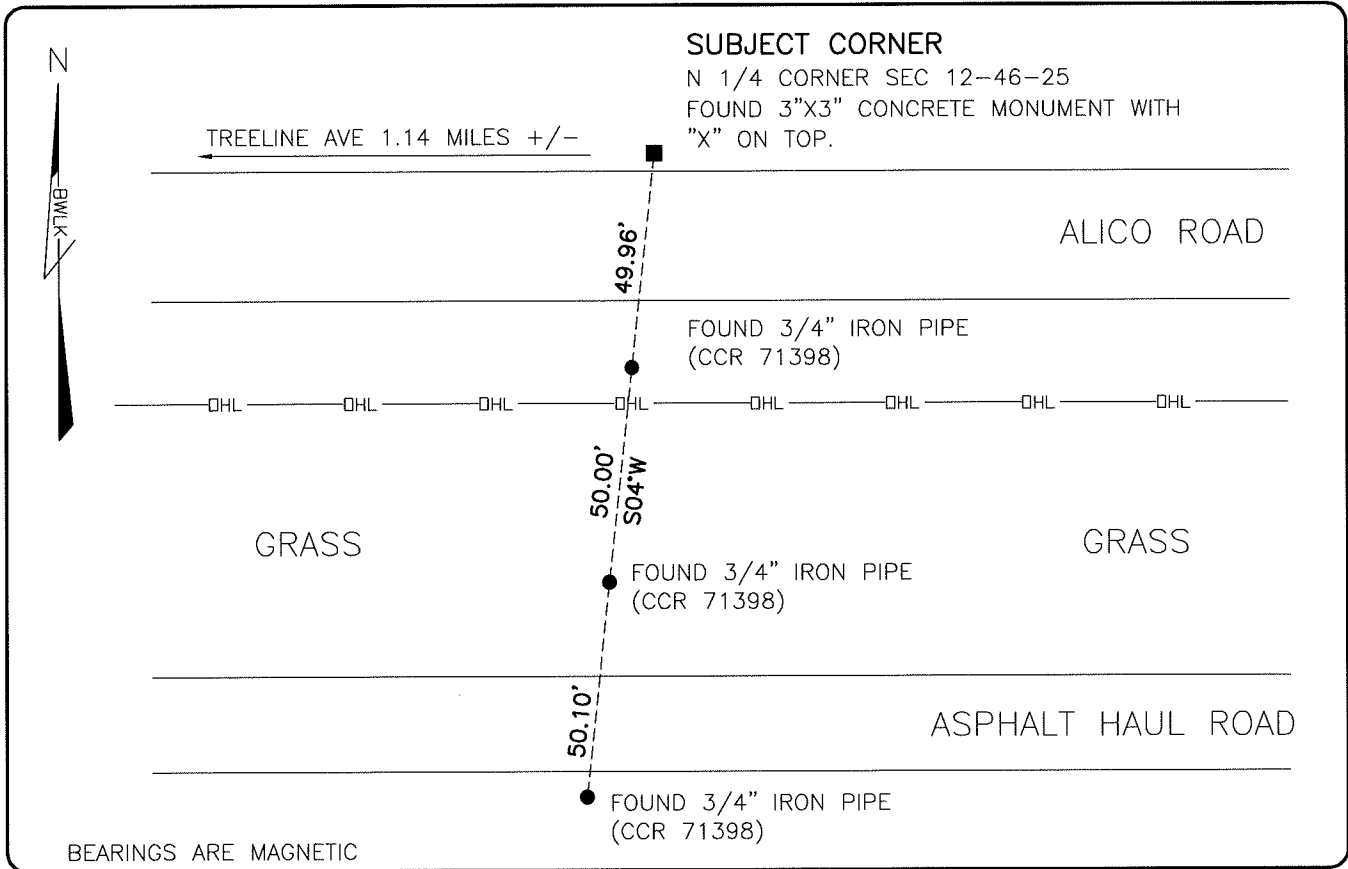 N
BWLK
TREELINE AVE 1.14 MILES +/-
SUBJECT CORNER
N 1/4 CORNER SEC 12-46-25
FOUND 3"X3" CONCRETE MONUMENT WITH
"X" ON TOP.
49.96'
ALICO ROAD
FOUND 3/4" IRON PIPE
(CCR 71398)
OHL OHL OHL OHL OHL OHL OHL OHL
50.00'
S04°W
GRASS
GRASS
FOUND 3/4" IRON PIPE
(CCR 71398)
50.10'
ASPHALT HAUL ROAD
FOUND 3/4" IRON PIPE
(CCR 71398)
BEARINGS ARE MAGNETIC